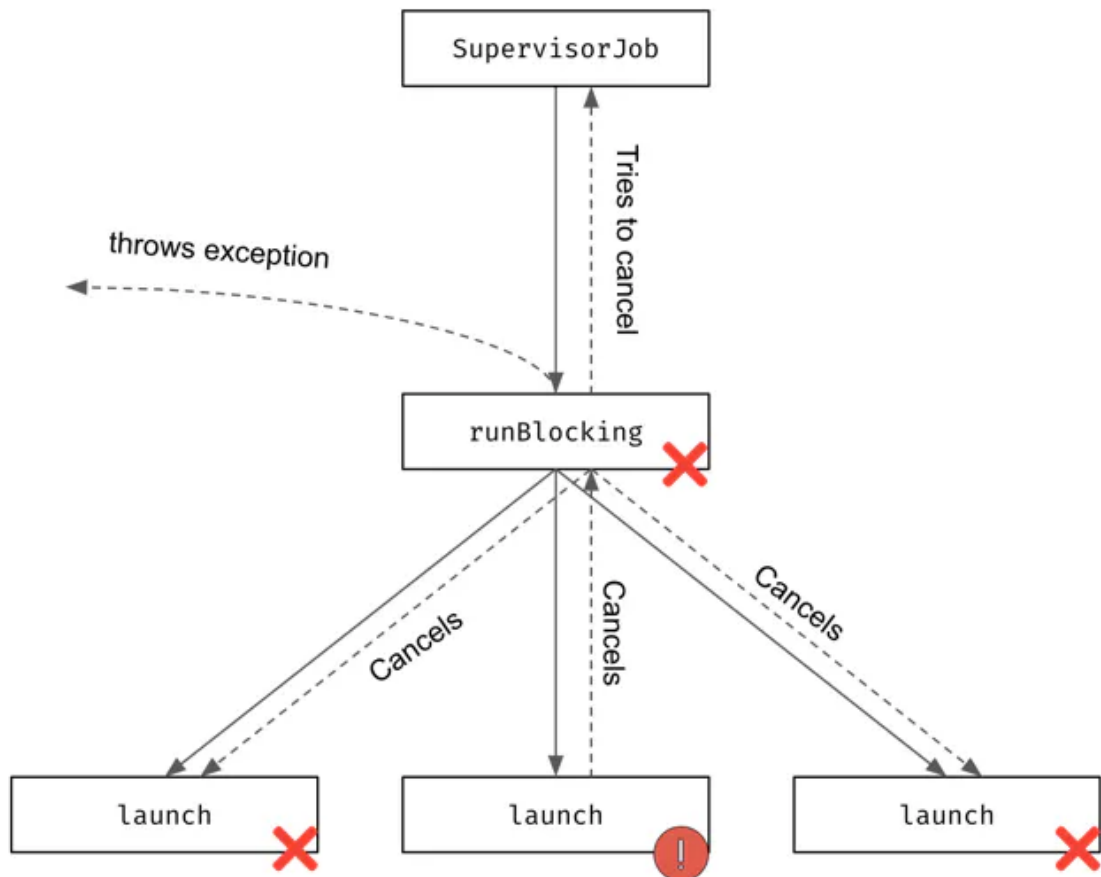 SupervisorJob
Tries to cancel
throws exception
runBlocking
Cancels
Cancels
Cancels
launch
launch
launch
!